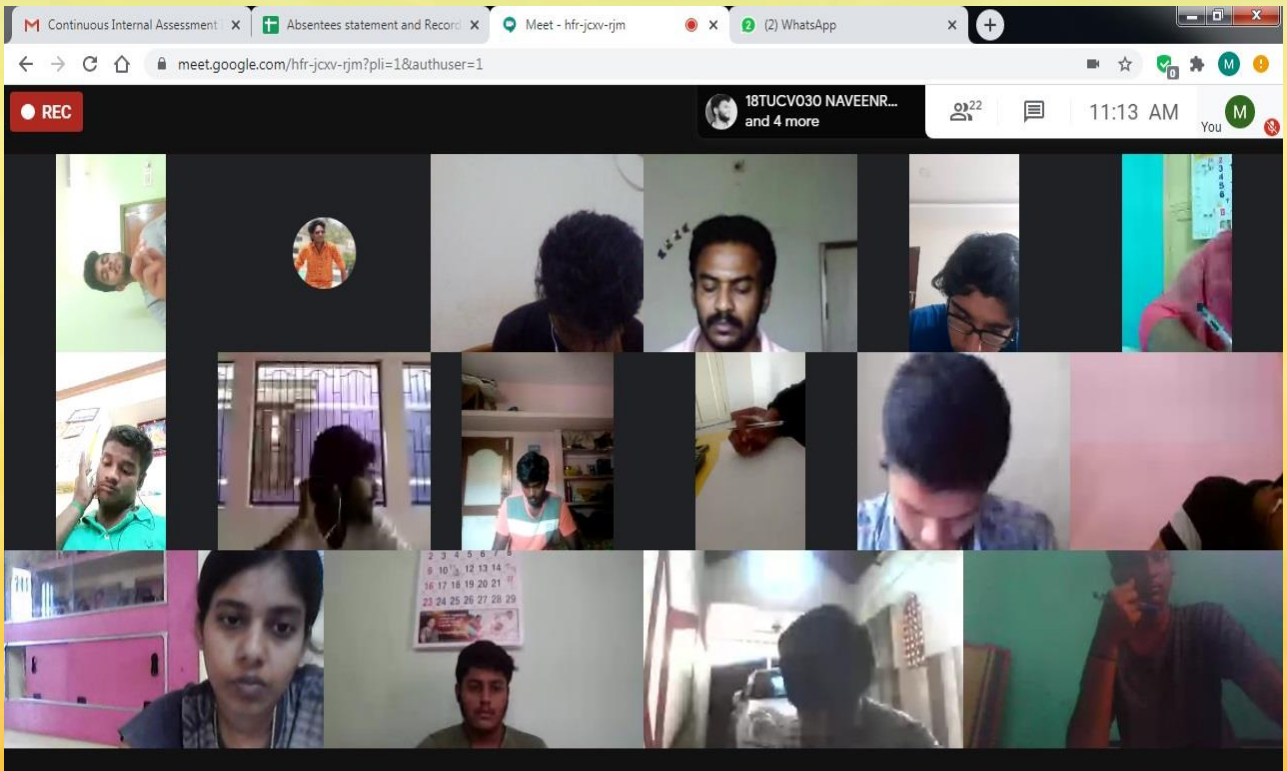 Continuous Internal Assessment
Absentees statement and Record
Meet - hfr-jcxv-rjm
(2) WhatsApp
meet.google.com/hfr-jcxv-rjm?pli=1&authuser=1
REC
18TUCV030 NAVEENR...
and 4 more
22
11:13 AM
You
M
2 3 4 5 6 7 8
9 10 12 13 14
16 17 18 19 20 21
23 24 25 26 27 28 29